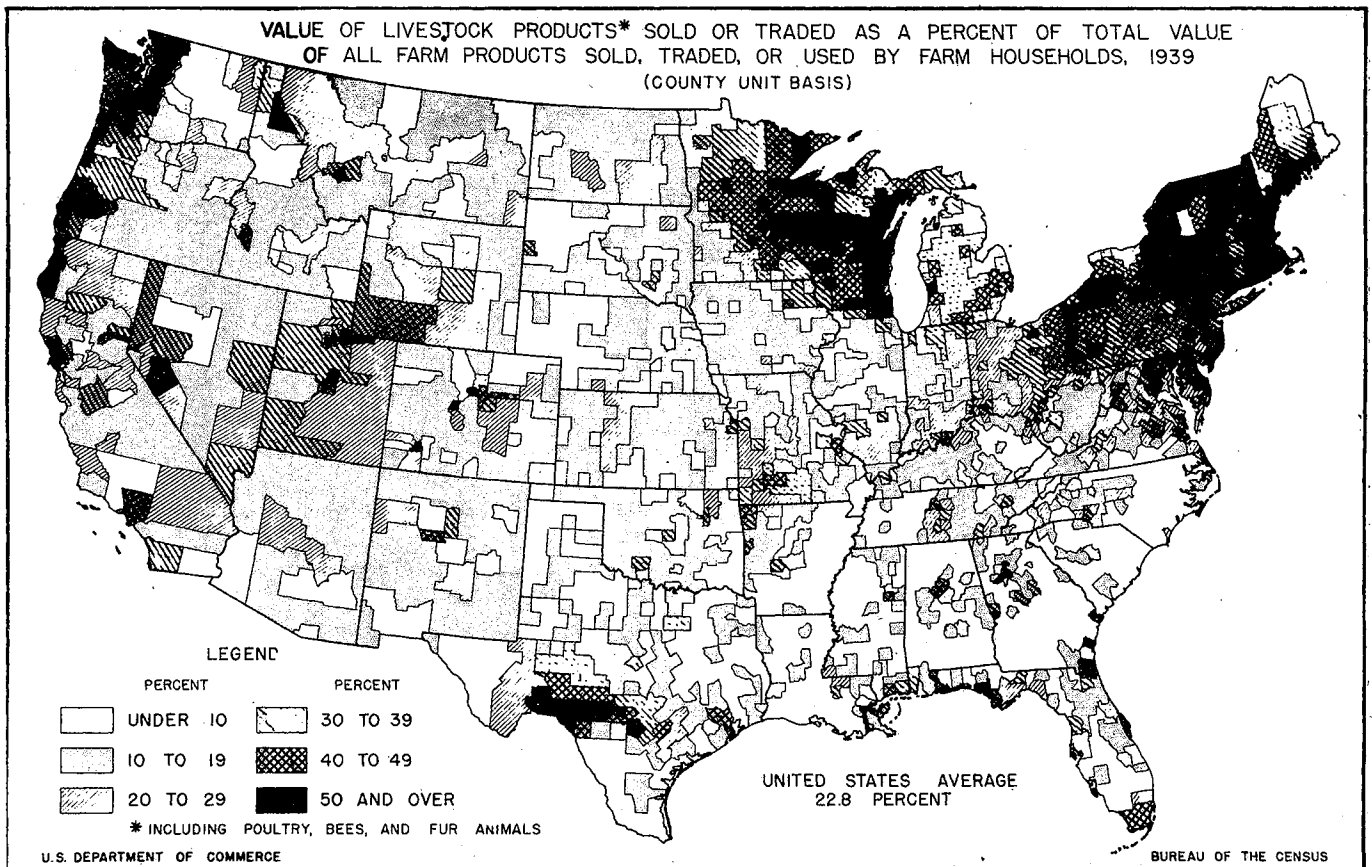 VALUE OF LIVESTOCK PRODUCTS* SOLD OR TRADED AS A PERCENT OF TOTAL VALUE
OF ALL FARM PRODUCTS SOLD, TRADED, OR USED BY FARM HOUSEHOLDS, 1939
(COUNTY UNIT BASIS)
LEGEND
PERCENT PERCENT
UNDER 10 30 TO 39
10 TO 19 40 TO 49
20 TO 29 50 AND OVER
* INCLUDING POULTRY, BEES, AND FUR ANIMALS
UNITED STATES AVERAGE
22.8 PERCENT
U.S. DEPARTMENT OF COMMERCE BUREAU OF THE CENSUS